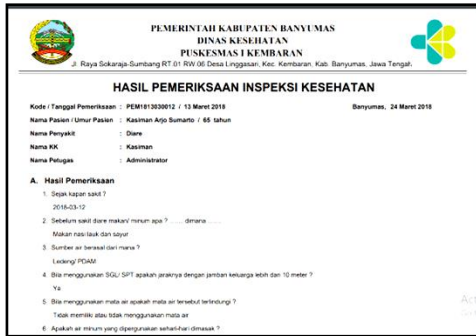 PEMERINTAH KABUPATEN BANYUMAS
DINAS KESEHATAN
PUSKESMAS I KEMBARAN
Jl. Raya Sokaraja-Sumbang RT.01 RW.06 Desa Linggasari, Kec. Kembaran, Kab. Banyumas, Jawa Tengah.
HASIL PEMERIKSAAN INSPEKSI KESEHATAN
Kode / Tanggal Pemeriksaan : PEM1813030012 / 13 Maret 2018 Banyumas, 24 Maret 2018
Nama Pasien / Umur Pasien : Kasiman Arjo Sumarto / 65 tahun
Nama Penyakit : Diare
Nama KK : Kasiman
Nama Petugas : Administrator
A. Hasil Pemeriksaan
1. Sejak kapan sakit ?
2018-03-12
2. Sebelum sakit diare makan/ minum apa ? ...... dimana ......
Makan nasi lauk dan sayur
3. Sumber air berasal dari mana ?
Ledeng/ PDAM
4. Bila menggunakan SGL/ SPT apakah jaraknya dengan jamban keluarga lebih dari 10 meter ?
Ya
5. Bila menggunakan mata air apakah mata air tersebut terlindungi ?
Tidak memiliki atau tidak menggunakan mata air
6. Apakah air minum yang dipergunakan sehari-hari dimasak ?